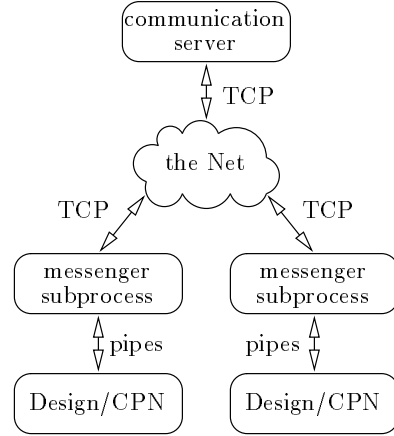 communication
server
TCP
the Net
TCP
TCP
messenger
subprocess
messenger
subprocess
pipes
pipes
Design/CPN
Design/CPN